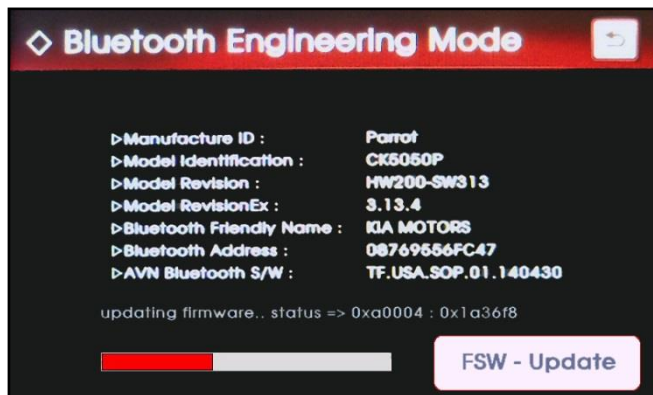 ◇ Bluetooth Engineering Mode
▷Manufacture ID : Parrot
▷Model Identification : CK5050P
▷Model Revision : HW200-SW313
▷Model RevisionEx : 3.13.4
▷Bluetooth Friendly Name : KIA MOTORS
▷Bluetooth Address : 08769556FC47
▷AVN Bluetooth S/W : TF.USA.SOP.01.140430
updating firmware.. status => 0xa0004 : 0x1a36f8
FSW - Update